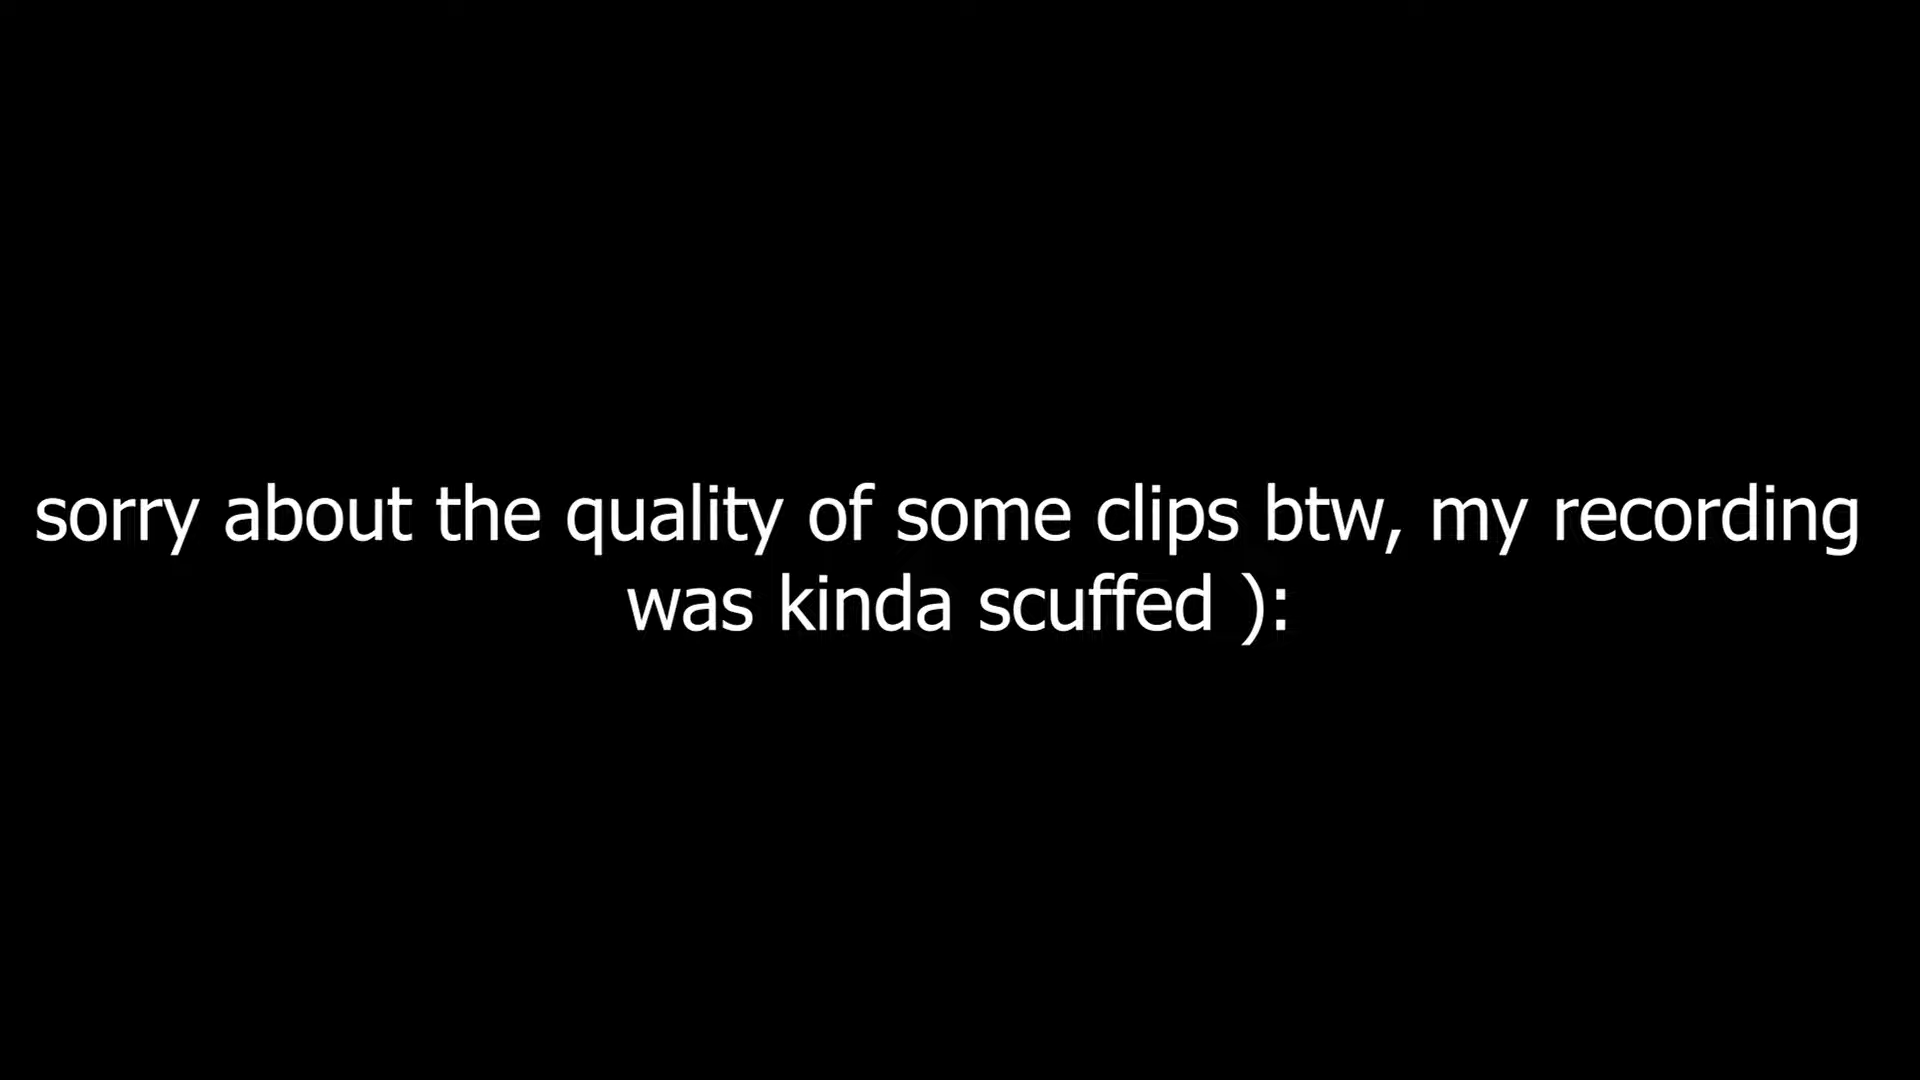 sorry about the quality of some clips btw, my recording
was kinda scuffed ):